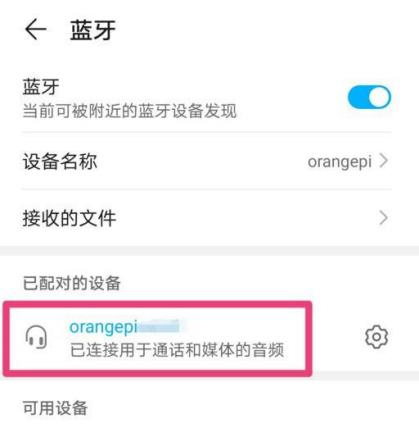 蓝牙
蓝牙
当前可被附近的蓝牙设备发现
设备名称
orangepi
接收的文件
已配对的设备
orangepi
已连接用于通话和媒体的音频
可用设备